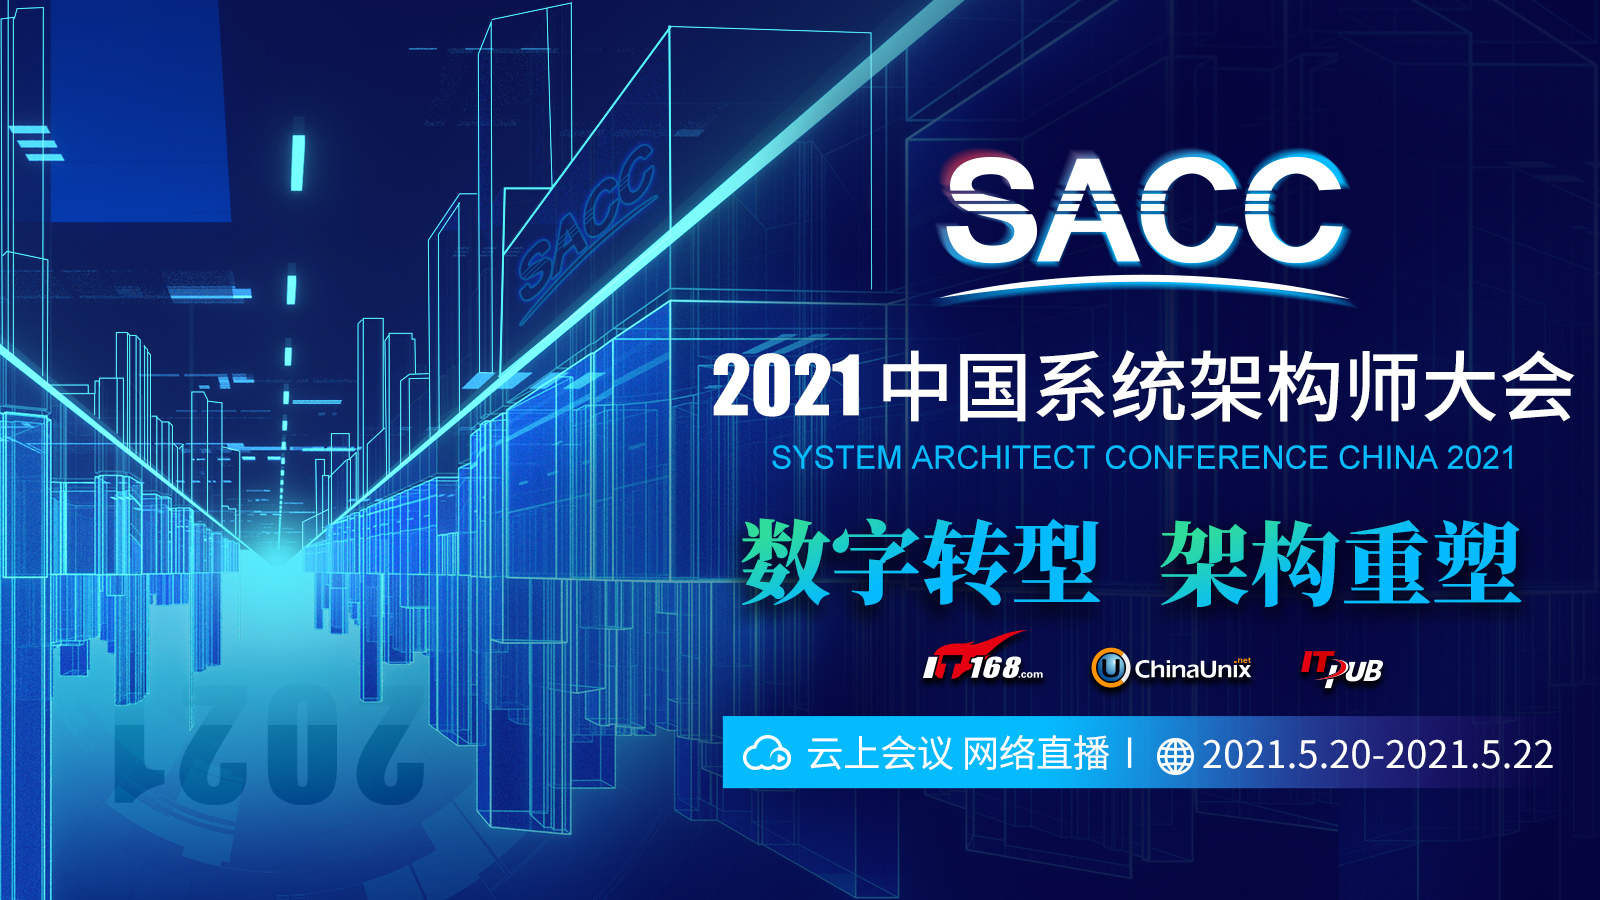 SACC
SACC
2021 中国系统架构师大会
SYSTEM ARCHITECT CONFERENCE CHINA 2021
数字转型 架构重塑
IT168.com
ChinaUnix.net
ITPUB
云上会议 网络直播 | 2021.5.20-2021.5.22
2021